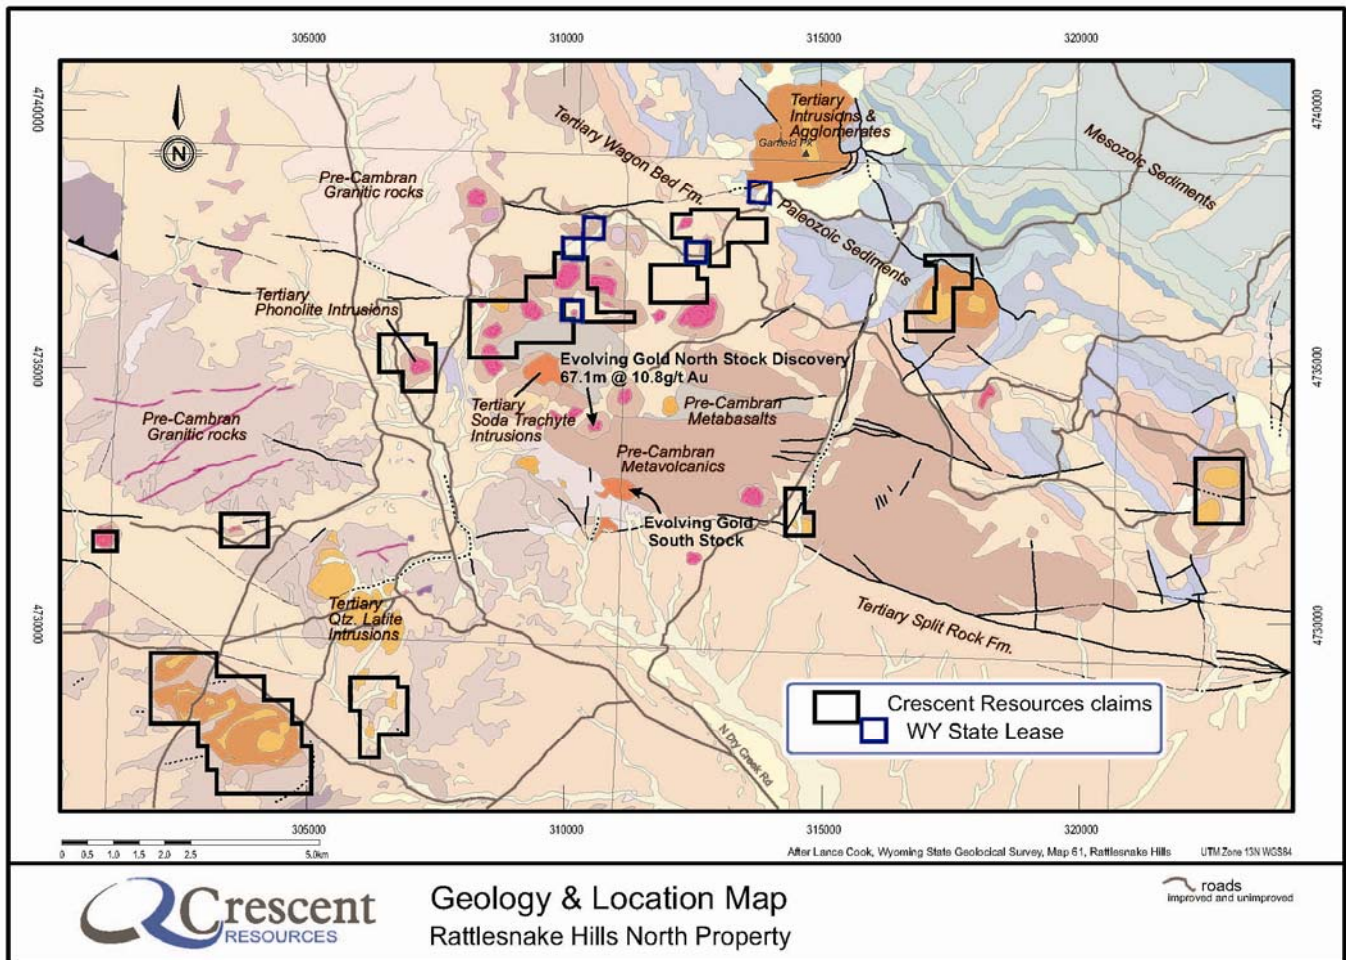 305000
310000
315000
320000
4740000
4740000
Tertiary
Intrusions &
Agglomerates
Garfield Pk
Tertiary Wagon Bed Fm.
Mesozoic Sediments
N
Pre-Cambran
Granitic rocks
Paleozoic Sediments
Tertiary
Phonolite Intrusions
4735000
4735000
Evolving Gold North Stock Discovery
67.1m @ 10.8g/t Au
Tertiary
Soda Trachyte
Intrusions
Pre-Cambran
Metabasalts
Pre-Cambran
Granitic rocks
Pre-Cambran
Metavolcanics
Evolving Gold
South Stock
Tertiary
Qtz. Latite
Intrusions
Tertiary Split Rock Fm.
4730000
4730000
N Dry Creek Rd
Crescent Resources claims
WY State Lease
305000
310000
315000
320000
0 0.5 1.0 1.5 2.0 2.5 5.0km
After Lance Cook, Wyoming State Geolocical Survey, Map 61, Rattlesnake Hills
UTM Zone 13N WGS84
Crescent
RESOURCES
Geology & Location Map
Rattlesnake Hills North Property
roads
improved and unimproved